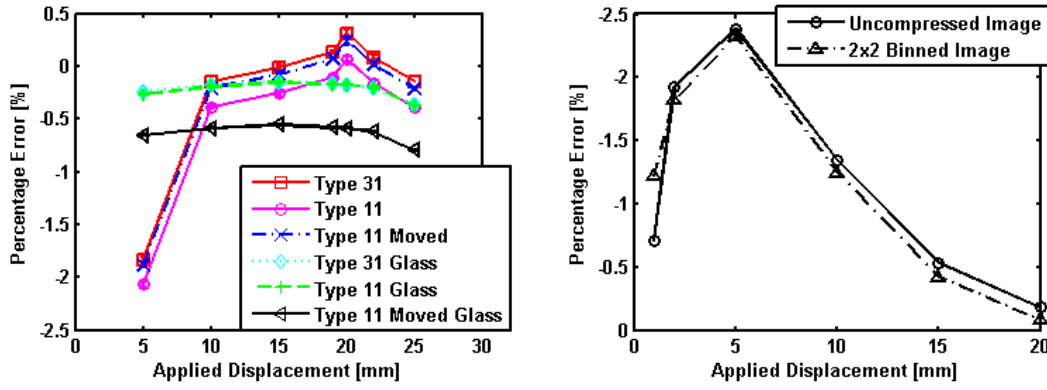 0.5
0
-0.5
-1
-1.5
-2
-2.5
Percentage Error [%]
0 5 10 15 20 25 30
Applied Displacement [mm]
Type 31
Type 11
Type 11 Moved
Type 31 Glass
Type 11 Glass
Type 11 Moved Glass
-2.5
-2
-1.5
-1
-0.5
0
Percentage Error [%]
0 5 10 15 20
Applied Displacement [mm]
Uncompressed Image
2x2 Binned Image